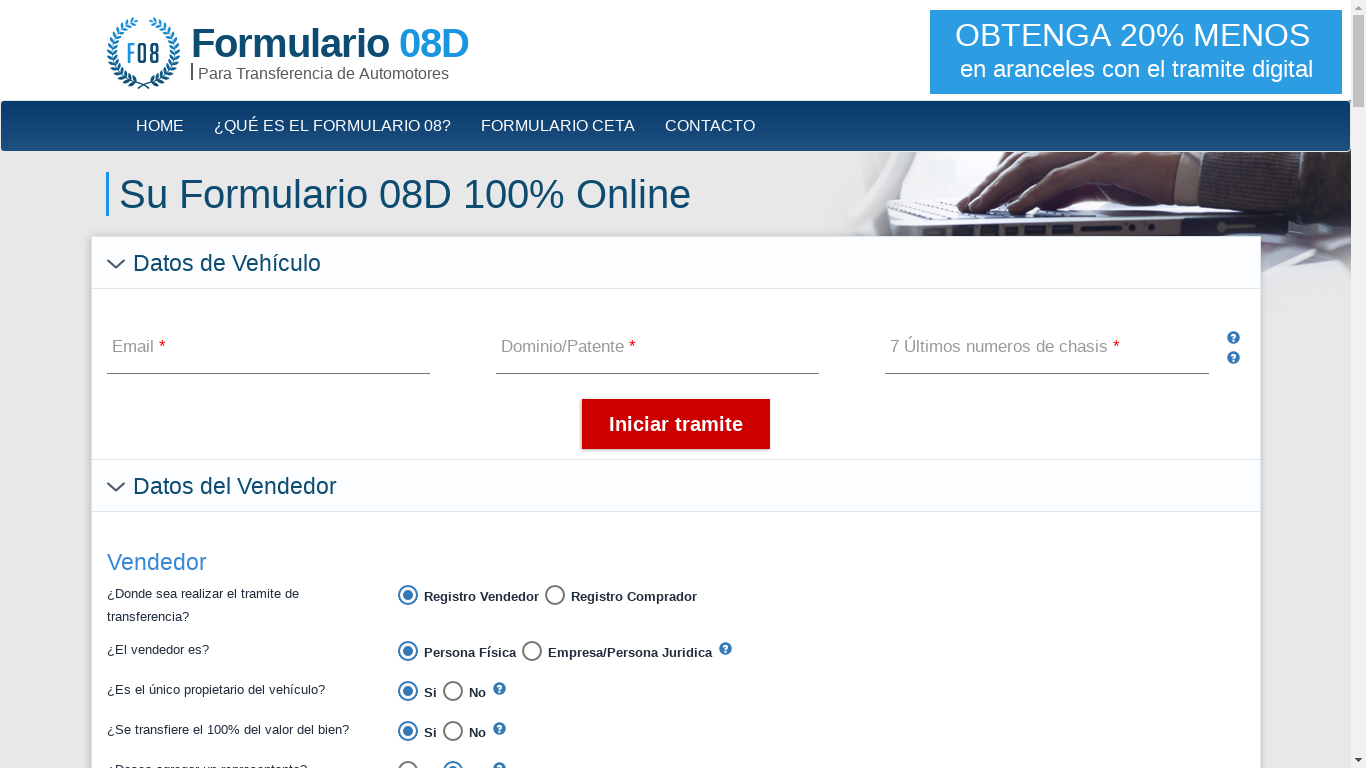 F08
Formulario 08D
Para Transferencia de Automotores
OBTENGA 20% MENOS
en aranceles con el tramite digital
HOME ¿QUÉ ES EL FORMULARIO 08? FORMULARIO CETA CONTACTO
Su Formulario 08D 100% Online
Datos de Vehículo
Email * Dominio/Patente * 7 Últimos numeros de chasis *
Iniciar tramite
Datos del Vendedor
Vendedor
¿Donde sea realizar el tramite de
transferencia?
Registro Vendedor Registro Comprador
¿El vendedor es? Persona Física Empresa/Persona Juridica
¿Es el único propietario del vehículo? Si No
¿Se transfiere el 100% del valor del bien? Si No
¿Desea agregar un representante?